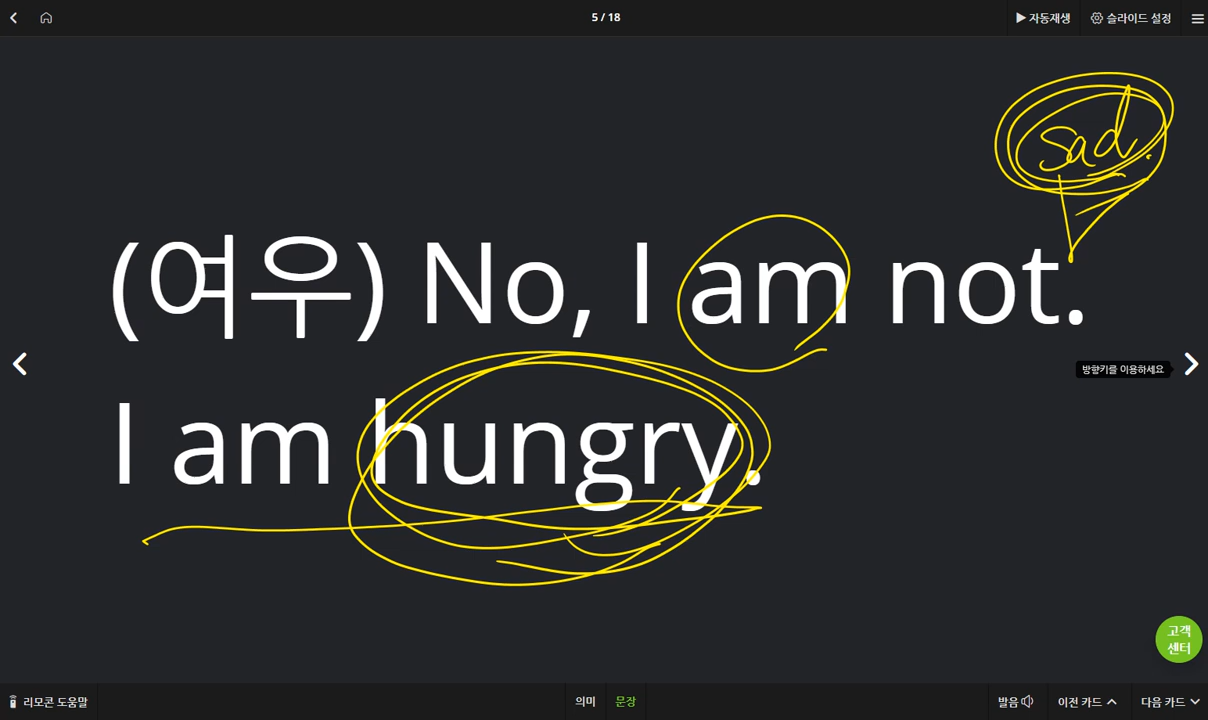 5 / 18
자동재생
슬라이드 설정
sad.
(여우) No, I am not.
I am hungry.
방향키를 이용하세요
고객
센터
리모콘 도움말
의미
문장
발음
이전 카드
다음 카드